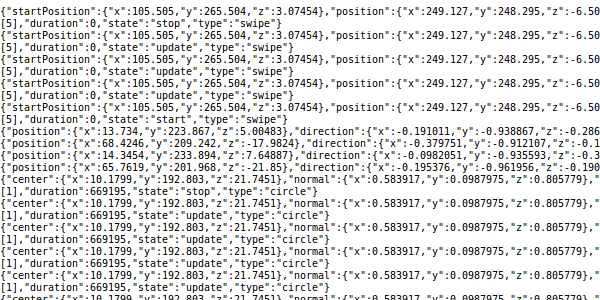 {"startPosition":{"x":105.505,"y":265.504,"z":3.07454},"position":{"x":249.127,"y":248.295,"z":-6.50
[5],"duration":0,"state":"stop","type":"swipe"}
{"startPosition":{"x":105.505,"y":265.504,"z":3.07454},"position":{"x":249.127,"y":248.295,"z":-6.50
[5],"duration":0,"state":"update","type":"swipe"}
{"startPosition":{"x":105.505,"y":265.504,"z":3.07454},"position":{"x":249.127,"y":248.295,"z":-6.50
[5],"duration":0,"state":"update","type":"swipe"}
{"startPosition":{"x":105.505,"y":265.504,"z":3.07454},"position":{"x":249.127,"y":248.295,"z":-6.50
[5],"duration":0,"state":"update","type":"swipe"}
{"startPosition":{"x":105.505,"y":265.504,"z":3.07454},"position":{"x":249.127,"y":248.295,"z":-6.50
[5],"duration":0,"state":"start","type":"swipe"}
{"position":{"x":13.734,"y":223.867,"z":5.00483},"direction":{"x":-0.191011,"y":-0.938867,"z":-0.286
{"position":{"x":68.4246,"y":209.242,"z":-17.9824},"direction":{"x":-0.379751,"y":-0.912107,"z":-0.1
{"position":{"x":14.3454,"y":233.894,"z":7.64887},"direction":{"x":-0.0982051,"y":-0.935593,"z":-0.3
{"position":{"x":65.7619,"y":201.968,"z":-21.85},"direction":{"x":-0.195376,"y":-0.961956,"z":-0.190
{"center":{"x":10.1799,"y":192.803,"z":21.7451},"normal":{"x":0.583917,"y":0.0987975,"z":0.805779},"
[1],"duration":669195,"state":"stop","type":"circle"}
{"center":{"x":10.1799,"y":192.803,"z":21.7451},"normal":{"x":0.583917,"y":0.0987975,"z":0.805779},"
[1],"duration":669195,"state":"update","type":"circle"}
{"center":{"x":10.1799,"y":192.803,"z":21.7451},"normal":{"x":0.583917,"y":0.0987975,"z":0.805779},"
[1],"duration":669195,"state":"update","type":"circle"}
{"center":{"x":10.1799,"y":192.803,"z":21.7451},"normal":{"x":0.583917,"y":0.0987975,"z":0.805779},"
[1],"duration":669195,"state":"update","type":"circle"}
{"center":{"x":10.1799,"y":192.803,"z":21.7451},"normal":{"x":0.583917,"y":0.0987975,"z":0.805779},"
[1],"duration":669195,"state":"update","type":"circle"}